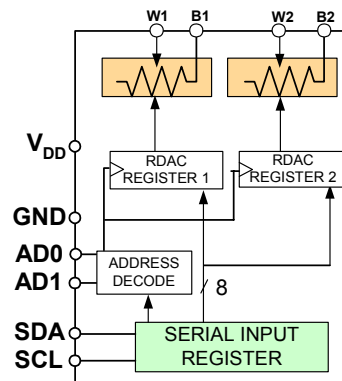 W1 B1 W2 B2
V_DD
RDAC
REGISTER 1
RDAC
REGISTER 2
GND
AD0
AD1
ADDRESS
DECODE
8
SDA
SCL
SERIAL INPUT
REGISTER